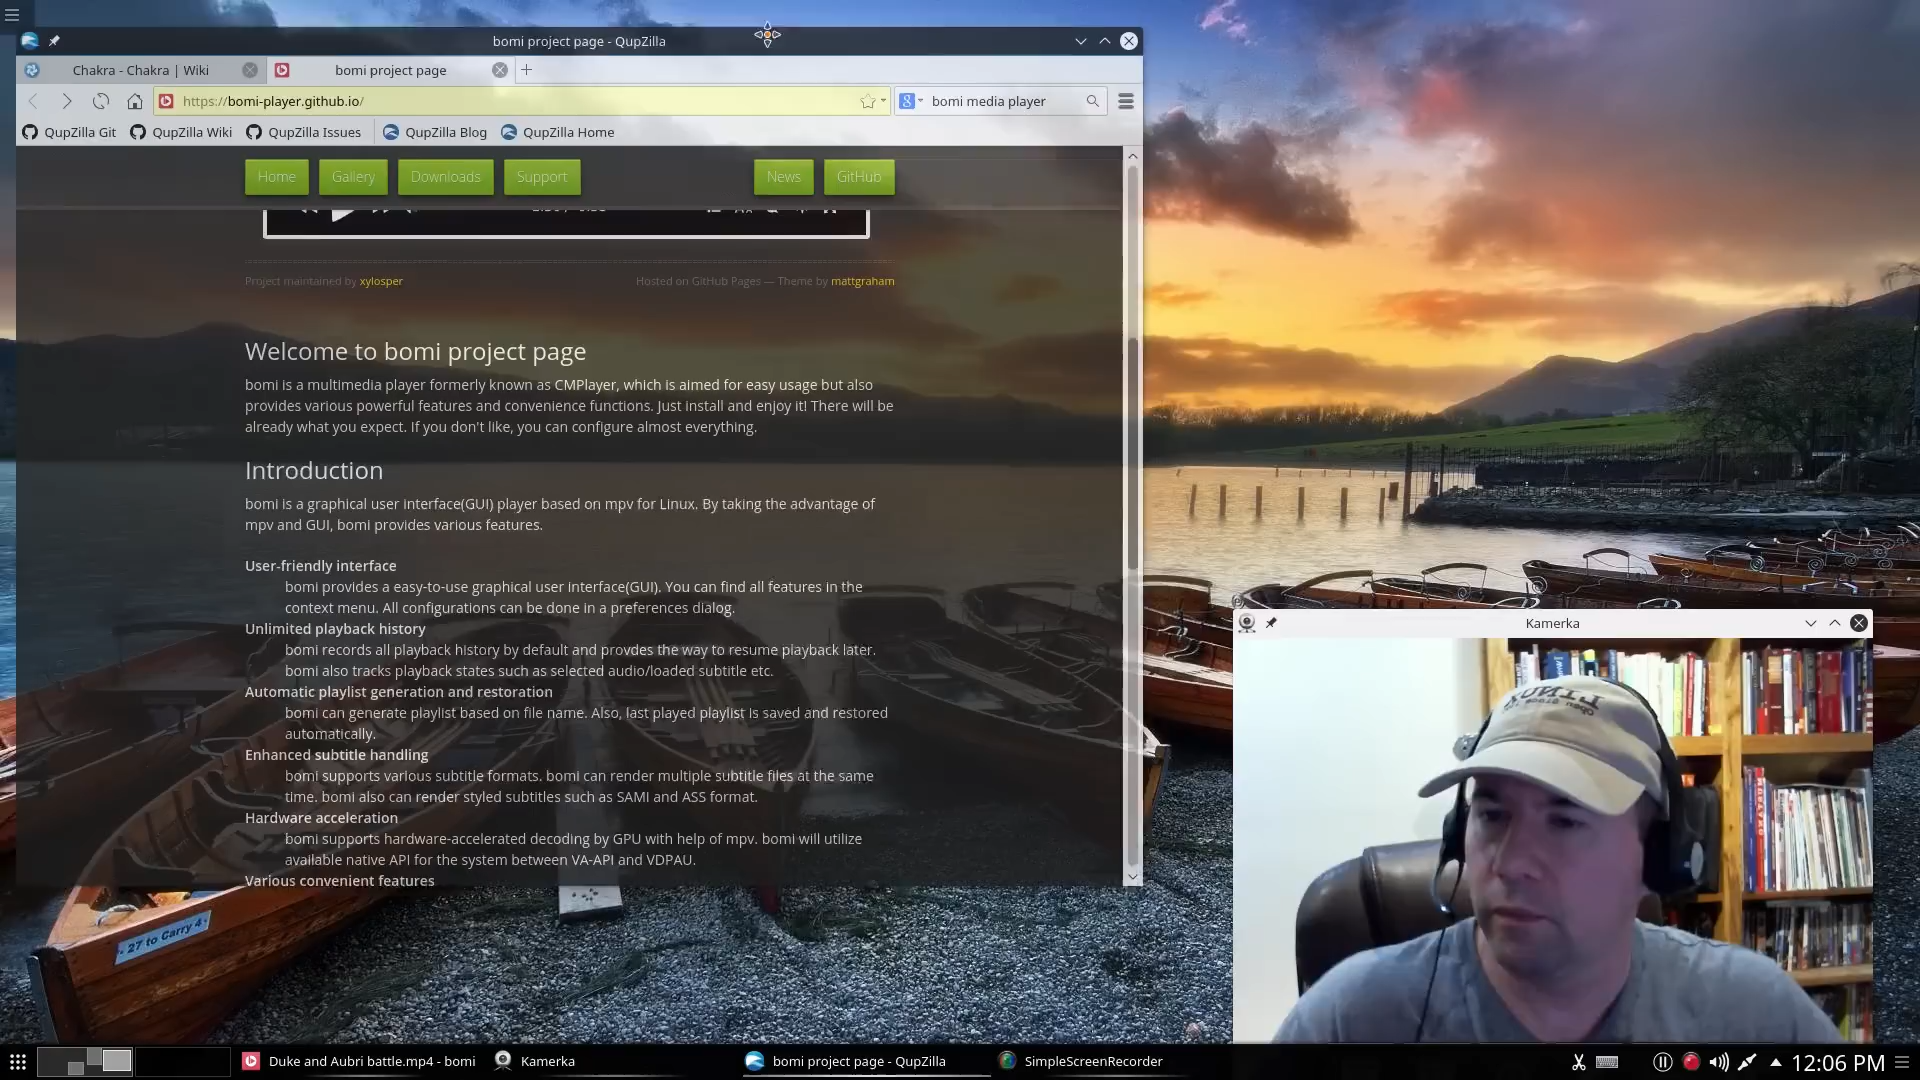 bomi project page - QupZilla
Chakra - Chakra | Wiki
bomi project page
https://bomi-player.github.io/
bomi media player
QupZilla Git
QupZilla Wiki
QupZilla Issues
QupZilla Blog
QupZilla Home
Home
Gallery
Downloads
Support
News
GitHub
Project maintained by xylosper
Hosted on GitHub Pages — Theme by mattgraham
Welcome to bomi project page
bomi is a multimedia player formerly known as CMPlayer, which is aimed for easy usage but also
provides various powerful features and convenience functions. Just install and enjoy it! There will be
already what you expect. If you don't like, you can configure almost everything.
Introduction
bomi is a graphical user interface(GUI) player based on mpv for Linux. By taking the advantage of
mpv and GUI, bomi provides various features.
User-friendly interface
bomi provides a easy-to-use graphical user interface(GUI). You can find all features in the
context menu. All configurations can be done in a preferences dialog.
Unlimited playback history
bomi records all playback history by default and provdes the way to resume playback later.
bomi also tracks playback states such as selected audio/loaded subtitle etc.
Automatic playlist generation and restoration
bomi can generate playlist based on file name. Also, last played playlist is saved and restored
automatically.
Enhanced subtitle handling
bomi supports various subtitle formats. bomi can render multiple subtitle files at the same
time. bomi also can render styled subtitles such as SAMI and ASS format.
Hardware acceleration
bomi supports hardware-accelerated decoding by GPU with help of mpv. bomi will utilize
available native API for the system between VA-API and VDPAU.
Various convenient features
Kamerka
LINUX
Open Source
27 to Carry 4
Duke and Aubri battle.mp4 - bomi
Kamerka
bomi project page - QupZilla
SimpleScreenRecorder
12:06 PM